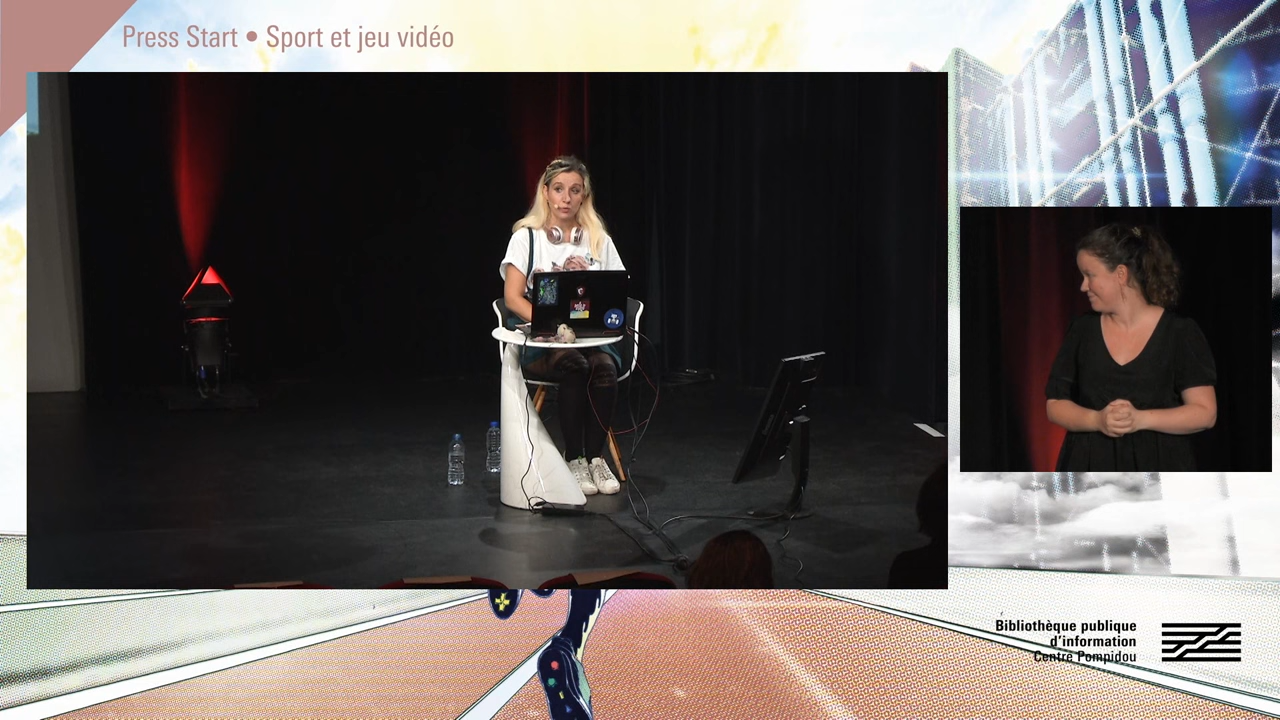 Press Start • Sport et jeu vidéo
Bibliothèque publique
d'information
Centre Pompidou